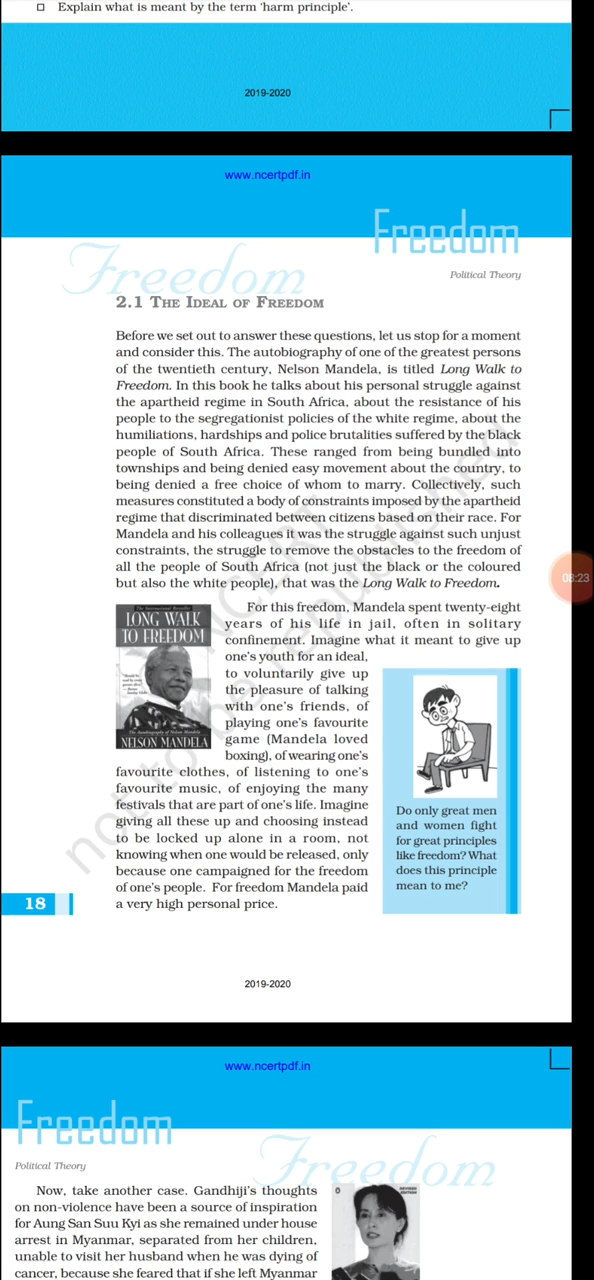 □ Explain what is meant by the term ‘harm principle’.
2019-2020
www.ncertpdf.in
Freedom
Freedom
Political Theory
2.1 THE IDEAL OF FREEDOM
Before we set out to answer these questions, let us stop for a moment
and consider this. The autobiography of one of the greatest persons
of the twentieth century, Nelson Mandela, is titled Long Walk to
Freedom. In this book he talks about his personal struggle against
the apartheid regime in South Africa, about the resistance of his
people to the segregationist policies of the white regime, about the
humiliations, hardships and police brutalities suffered by the black
people of South Africa. These ranged from being bundled into
townships and being denied easy movement about the country, to
being denied a free choice of whom to marry. Collectively, such
measures constituted a body of constraints imposed by the apartheid
regime that discriminated between citizens based on their race. For
Mandela and his colleagues it was the struggle against such unjust
constraints, the struggle to remove the obstacles to the freedom of
all the people of South Africa (not just the black or the coloured
but also the white people), that was the Long Walk to Freedom.
08:23
The International Bestseller
LONG WALK
TO FREEDOM
The Autobiography of Nelson Mandela
NELSON MANDELA
For this freedom, Mandela spent twenty-eight
years of his life in jail, often in solitary
confinement. Imagine what it meant to give up
one’s youth for an ideal,
to voluntarily give up
the pleasure of talking
with one’s friends, of
playing one’s favourite
game (Mandela loved
boxing), of wearing one’s
favourite clothes, of listening to one’s
favourite music, of enjoying the many
festivals that are part of one’s life. Imagine
giving all these up and choosing instead
to be locked up alone in a room, not
knowing when one would be released, only
because one campaigned for the freedom
of one’s people. For freedom Mandela paid
a very high personal price.
Do only great men
and women fight
for great principles
like freedom? What
does this principle
mean to me?
© NCERT
not to be republished
18
2019-2020
www.ncertpdf.in
Freedom
Freedom
Political Theory
Now, take another case. Gandhiji’s thoughts
on non-violence have been a source of inspiration
for Aung San Suu Kyi as she remained under house
arrest in Myanmar, separated from her children,
unable to visit her husband when he was dying of
cancer, because she feared that if she left Myanmar
REVISED
EDITION